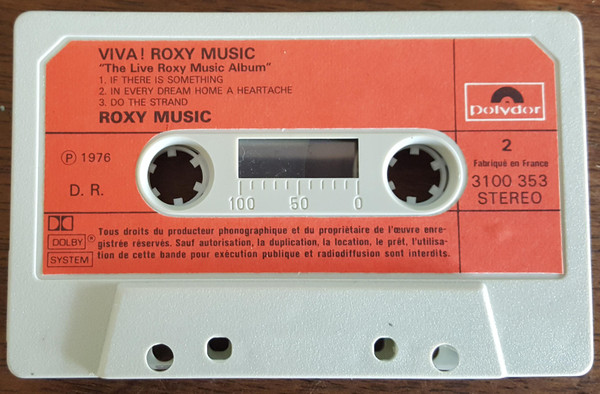 VIVA! ROXY MUSIC
"The Live Roxy Music Album"
1. IF THERE IS SOMETHING
2. IN EVERY DREAM HOME A HEARTACHE
3. DO THE STRAND
ROXY MUSIC
polydor
2
Fabriqué en France
3100 353
STEREO
Ⓟ 1976
D. R.
100 50 0
DOLBY ®
SYSTEM
Tous droits du producteur phonographique et du propriétaire de l'œuvre enre-
gistrée réservés. Sauf autorisation, la duplication, la location, le prêt, l'utilisa-
tion de cette bande pour exécution publique et radiodiffusion sont interdits.